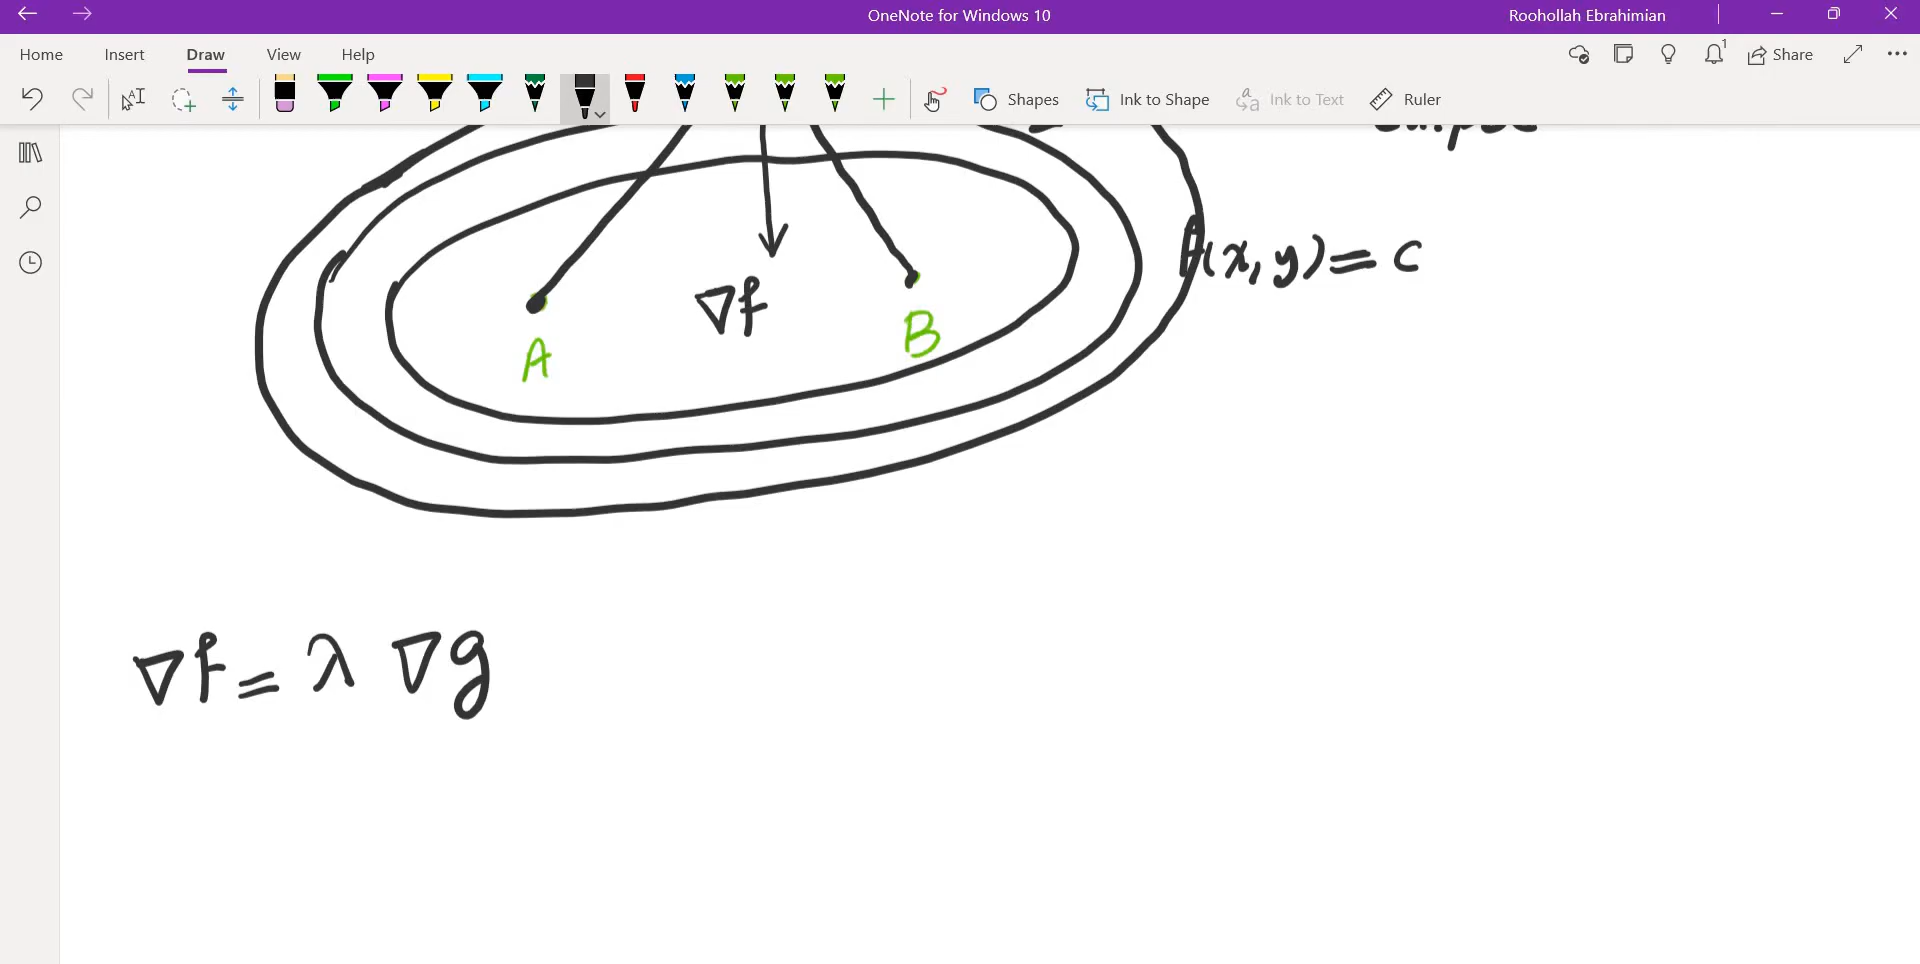 OneNote for Windows 10
Roohollah Ebrahimian
Home Insert Draw View Help
1
Share
Shapes Ink to Shape Ink to Text Ruler
f(x, y) = c
∇f
A
B
∇f = λ ∇g